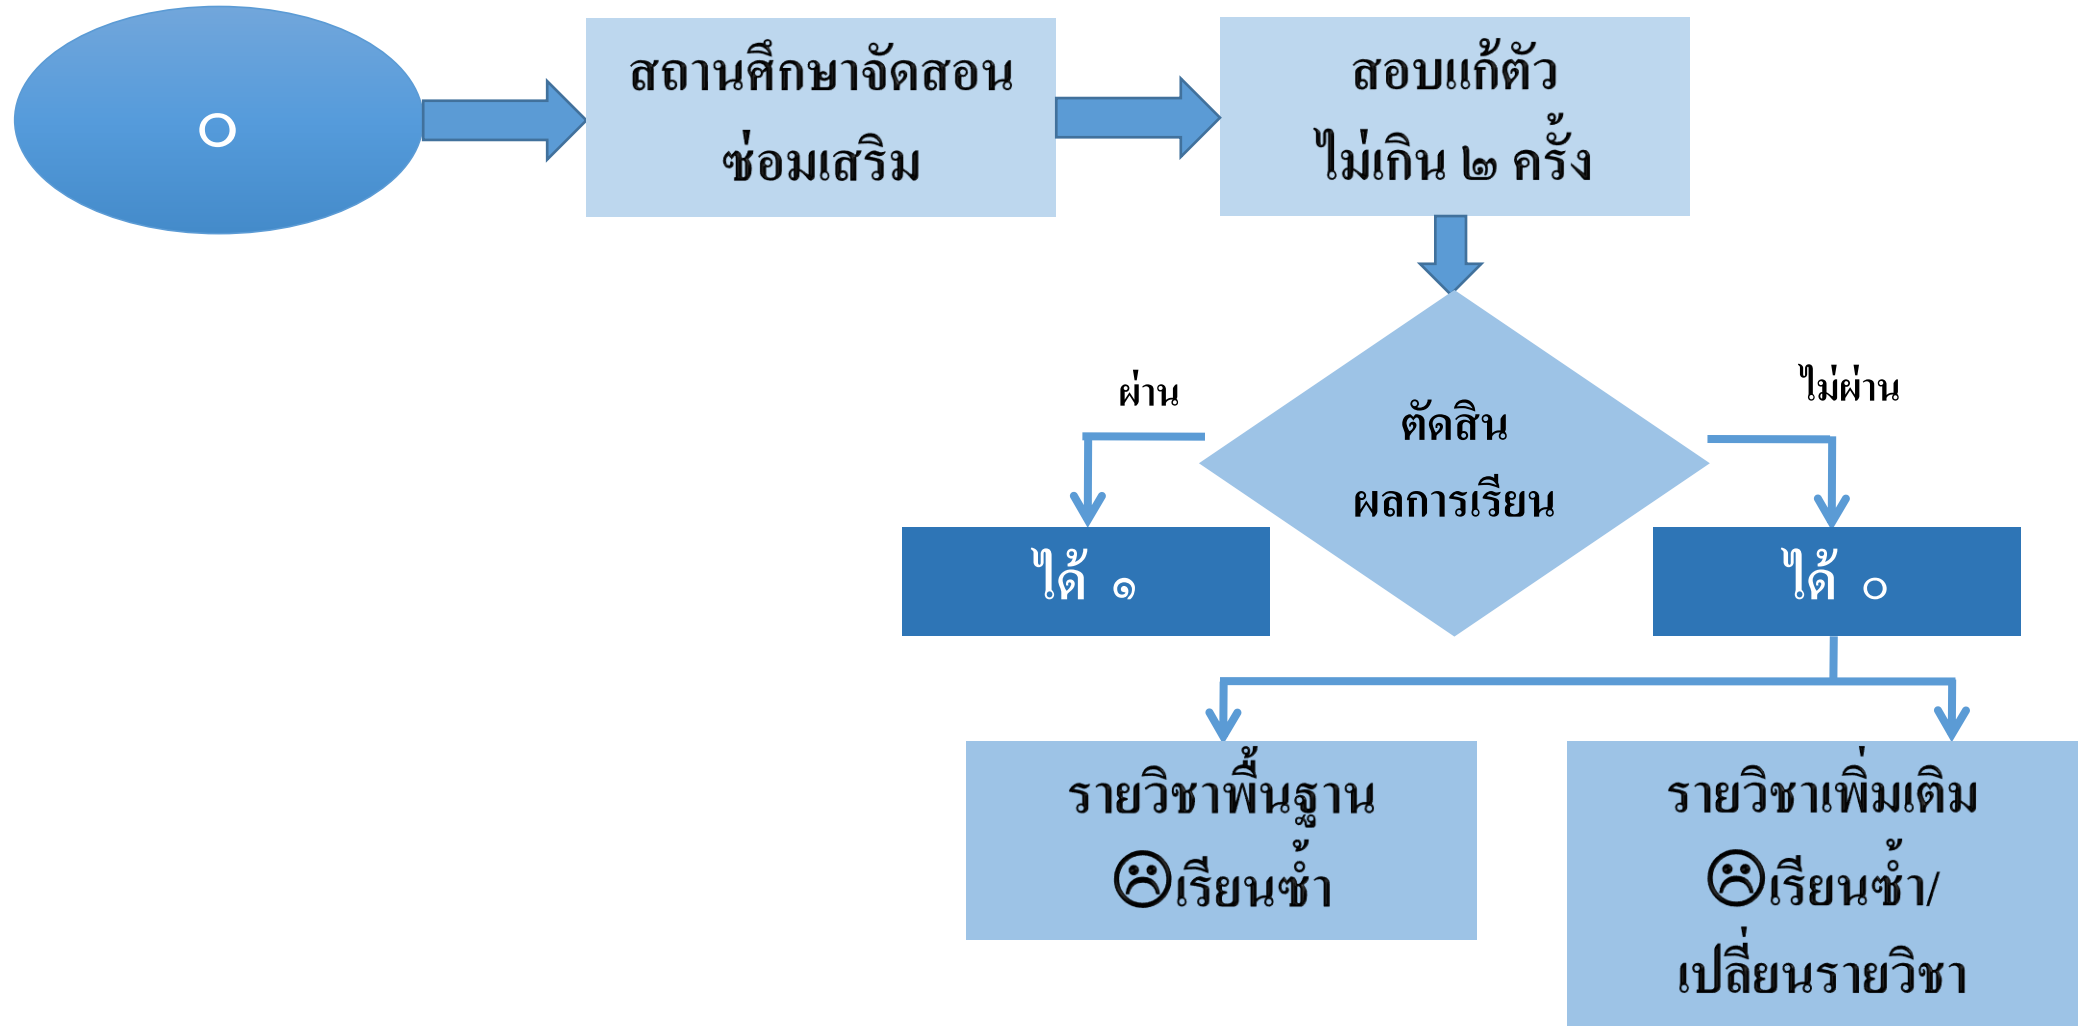 ๐
สถานศึกษาจัดสอน
ซ่อมเสริม
สอบแก้ตัว
ไม่เกิน ๒ ครั้ง
ตัดสิน
ผลการเรียน
ผ่าน
ไม่ผ่าน
ได้ ๑
ได้ ๐
รายวิชาพื้นฐาน
☹เรียนซ้ำ
รายวิชาเพิ่มเติม
☹เรียนซ้ำ/
เปลี่ยนรายวิชา